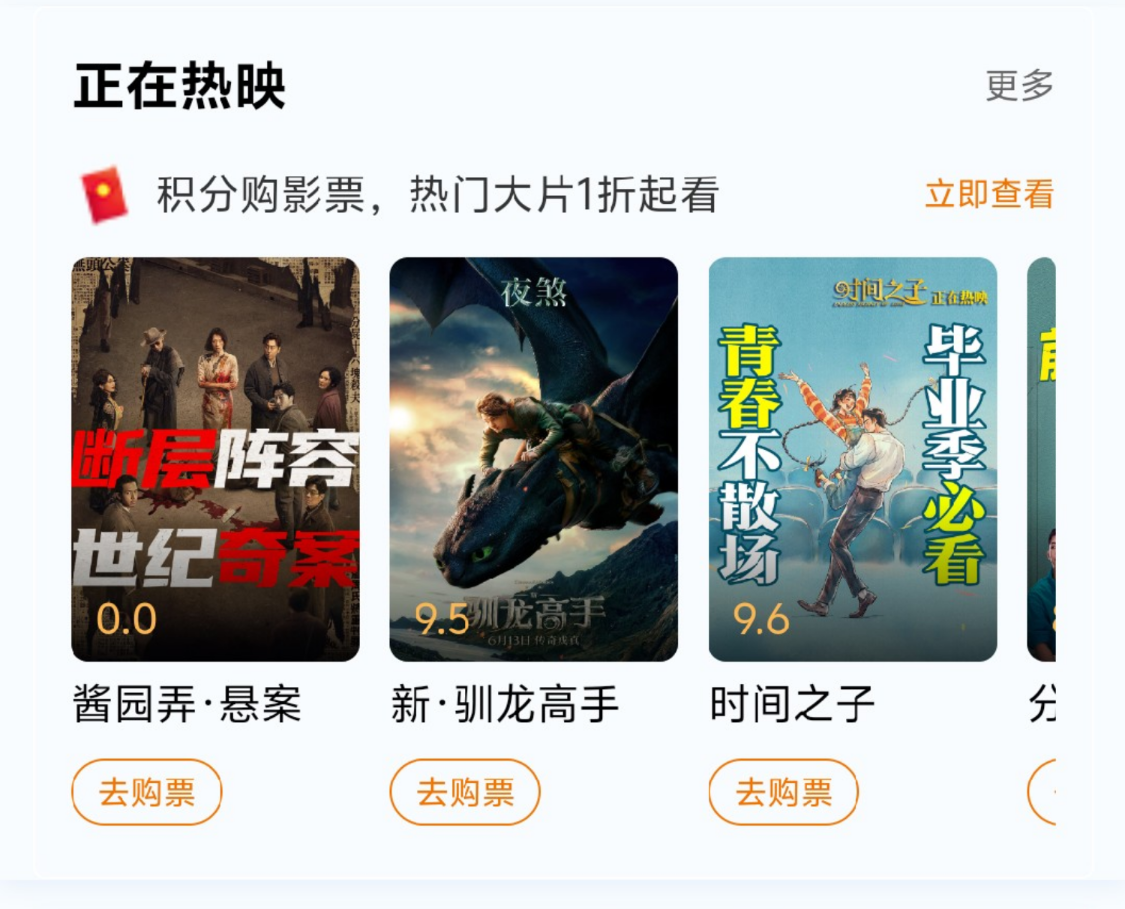 正在热映
更多
积分购影票，热门大片1折起看
立即查看
断层阵容
世纪奇案
0.0
夜煞
驯龙高手
6月13日 传奇成真
9.5
时间之子 正在热映
青春不散场
毕业季必看
9.6
酱园弄·悬案
新·驯龙高手
时间之子
分
去购票
去购票
去购票